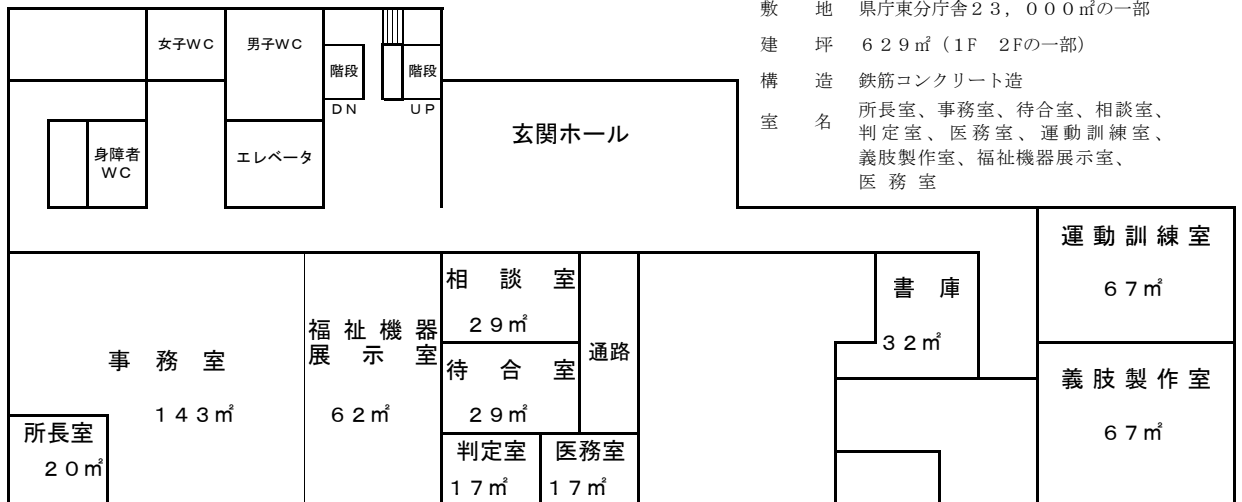 敷　地　県庁東分庁舎２３，０００㎡の一部
建　坪　６２９㎡（1F　2Fの一部）
構　造　鉄筋コンクリート造
室　名　所長室、事務室、待合室、相談室、
判定室、医務室、運動訓練室、
義肢製作室、福祉機器展示室、
医 務 室
女子ＷＣ
男子ＷＣ
階段
階段
ＤＮ
ＵＰ
玄関ホール
身障者
ＷＣ
エレベータ
運動訓練室
６７㎡
相　談　室
２９㎡
書　庫
３２㎡
福祉機器
展　示　室
６２㎡
通路
事　務　室
１４３㎡
待　合　室
２９㎡
義肢製作室
６７㎡
所長室
２０㎡
判定室
１７㎡
医務室
１７㎡